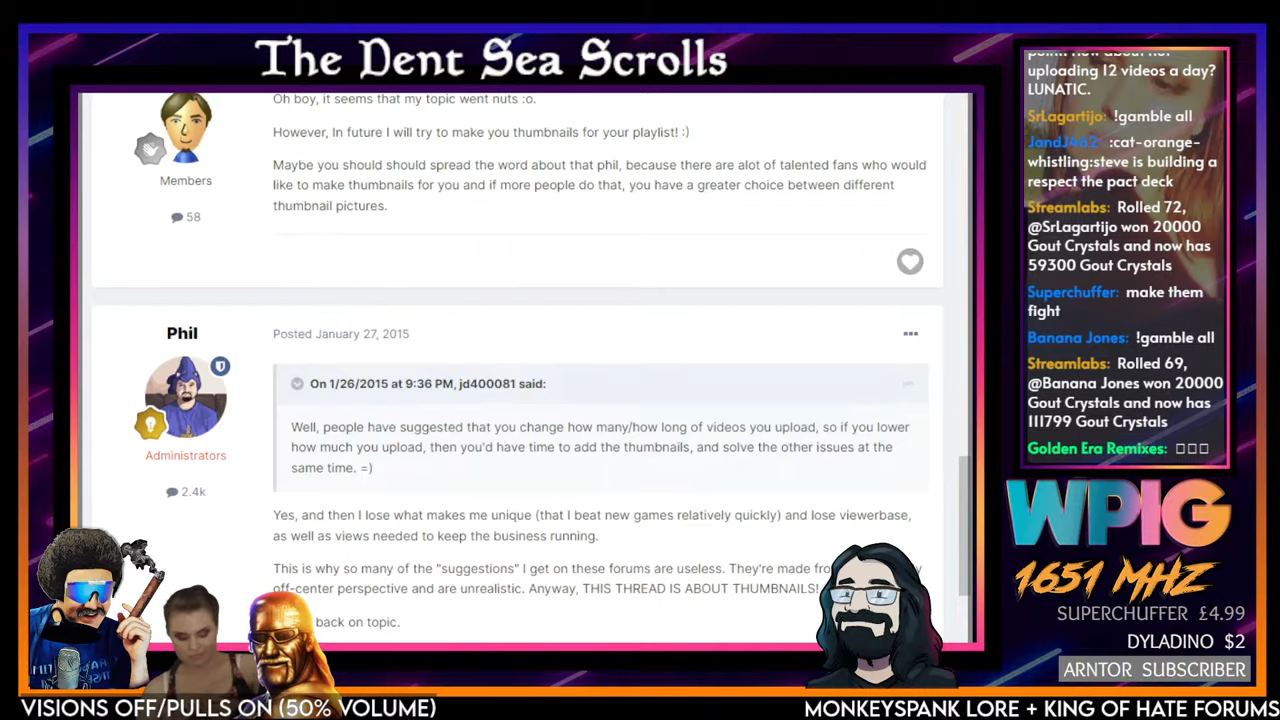 The Dent Sea Scrolls
Oh boy, it seems that my topic went nuts :o.
However, In future I will try to make you thumbnails for your playlist! :)
Maybe you should should spread the word about that phil, because there are alot of talented fans who would
like to make thumbnails for you and if more people do that, you have a greater choice between different
thumbnail pictures.
Members
58
Phil
Administrators
2.4k
Posted January 27, 2015
On 1/26/2015 at 9:36 PM, jd400081 said:
Well, people have suggested that you change how many/how long of videos you upload, so if you lower
how much you upload, then you'd have time to add the thumbnails, and solve the other issues at the
same time. =)
Yes, and then I lose what makes me unique (that I beat new games relatively quickly) and lose viewerbase,
as well as views needed to keep the business running.
This is why so many of the "suggestions" I get on these forums are useless. They're made
off-center perspective and are unrealistic. Anyway, THIS THREAD IS ABOUT THUMBNAILS!
back on topic.
uploading 12 videos a day?
LUNATIC.
SrLagartijo: !gamble all
JandJ462 :cat-orange-
whistling:steve is building a
respect the pact deck
Streamlabs: Rolled 72,
@SrLagartijo won 20000
Gout Crystals and now has
59300 Gout Crystals
Superchuffer: make them
fight
Banana Jones: !gamble all
Streamlabs: Rolled 69,
@Banana Jones won 20000
Gout Crystals and now has
111799 Gout Crystals
Golden Era Remixes:
WPIG
1651 MHZ
SUPERCHUFFER £4.99
DYLADINO $2
ARNTOR SUBSCRIBER
VISIONS OFF/PULLS ON (50% VOLUME)
MONKEYSPANK LORE + KING OF HATE FORUMS